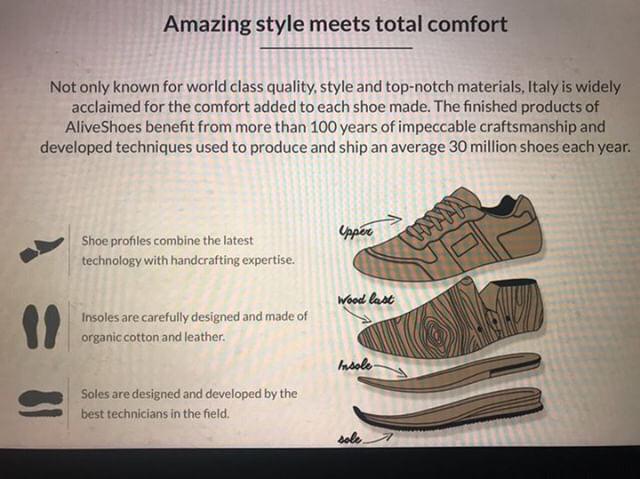 Amazing style meets total comfort
Not only known for world class quality, style and top-notch materials, Italy is widely
acclaimed for the comfort added to each shoe made. The finished products of
AliveShoes benefit from more than 100 years of impeccable craftsmanship and
developed techniques used to produce and ship an average 30 million shoes each year.
Shoe profiles combine the latest
technology with handcrafting expertise.
Insoles are carefully designed and made of
organic cotton and leather.
Soles are designed and developed by the
best technicians in the field.
Upper
Wood last
Insole
sole